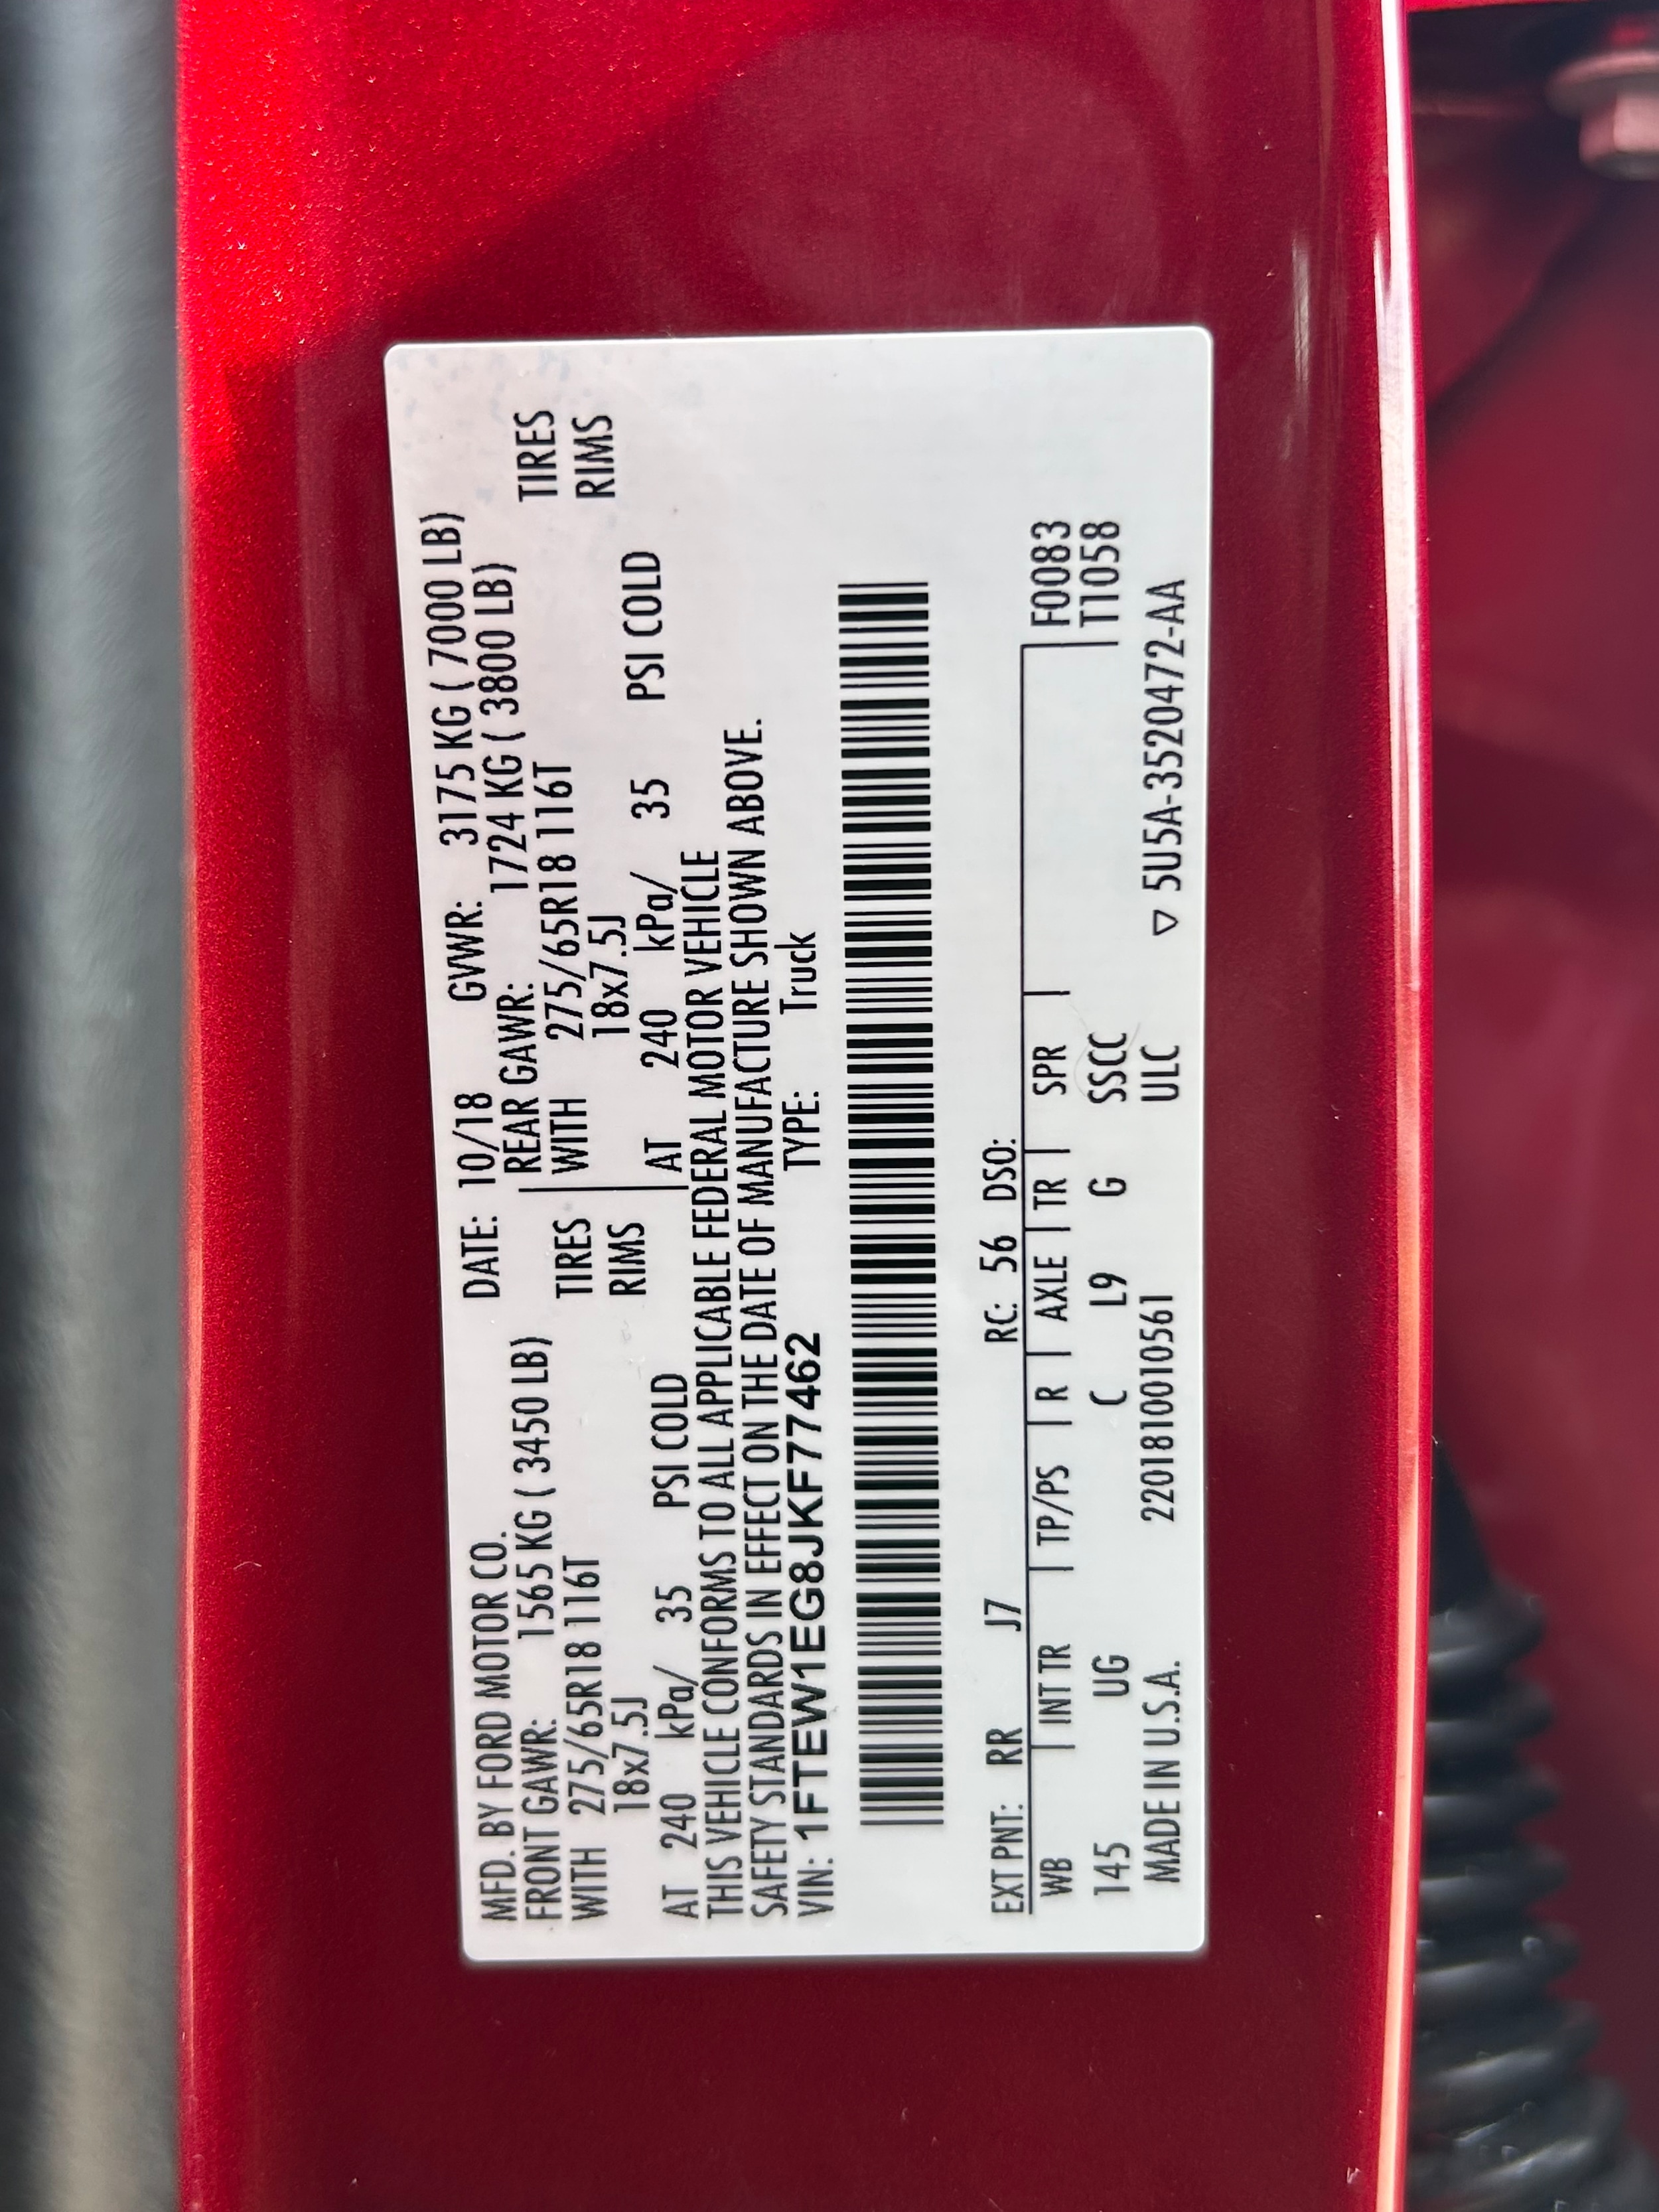 MFD. BY FORD MOTOR CO. DATE: 10/18 GVWR: 3175 KG ( 7000 LB)
FRONT GAWR: 1565 KG ( 3450 LB) REAR GAWR: 1724 KG ( 3800 LB)
WITH 275/65R18 116T TIRES WITH 275/65R18 116T TIRES
18x7.5J RIMS 18x7.5J RIMS
AT 240 kPa/ 35 PSI COLD AT 240 kPa/ 35 PSI COLD
THIS VEHICLE CONFORMS TO ALL APPLICABLE FEDERAL MOTOR VEHICLE
SAFETY STANDARDS IN EFFECT ON THE DATE OF MANUFACTURE SHOWN ABOVE.
VIN: 1FTEW1EG8JKF77462 TYPE: Truck
EXT PNT: RR J7 RC: 56 DSO:
WB INT TR TP/PS R AXLE TR SPR F0083
145 UG C L9 G SSCC T1058
MADE IN U.S.A. 2201810010561 ULC ▽ 5U5A-3520472-AA